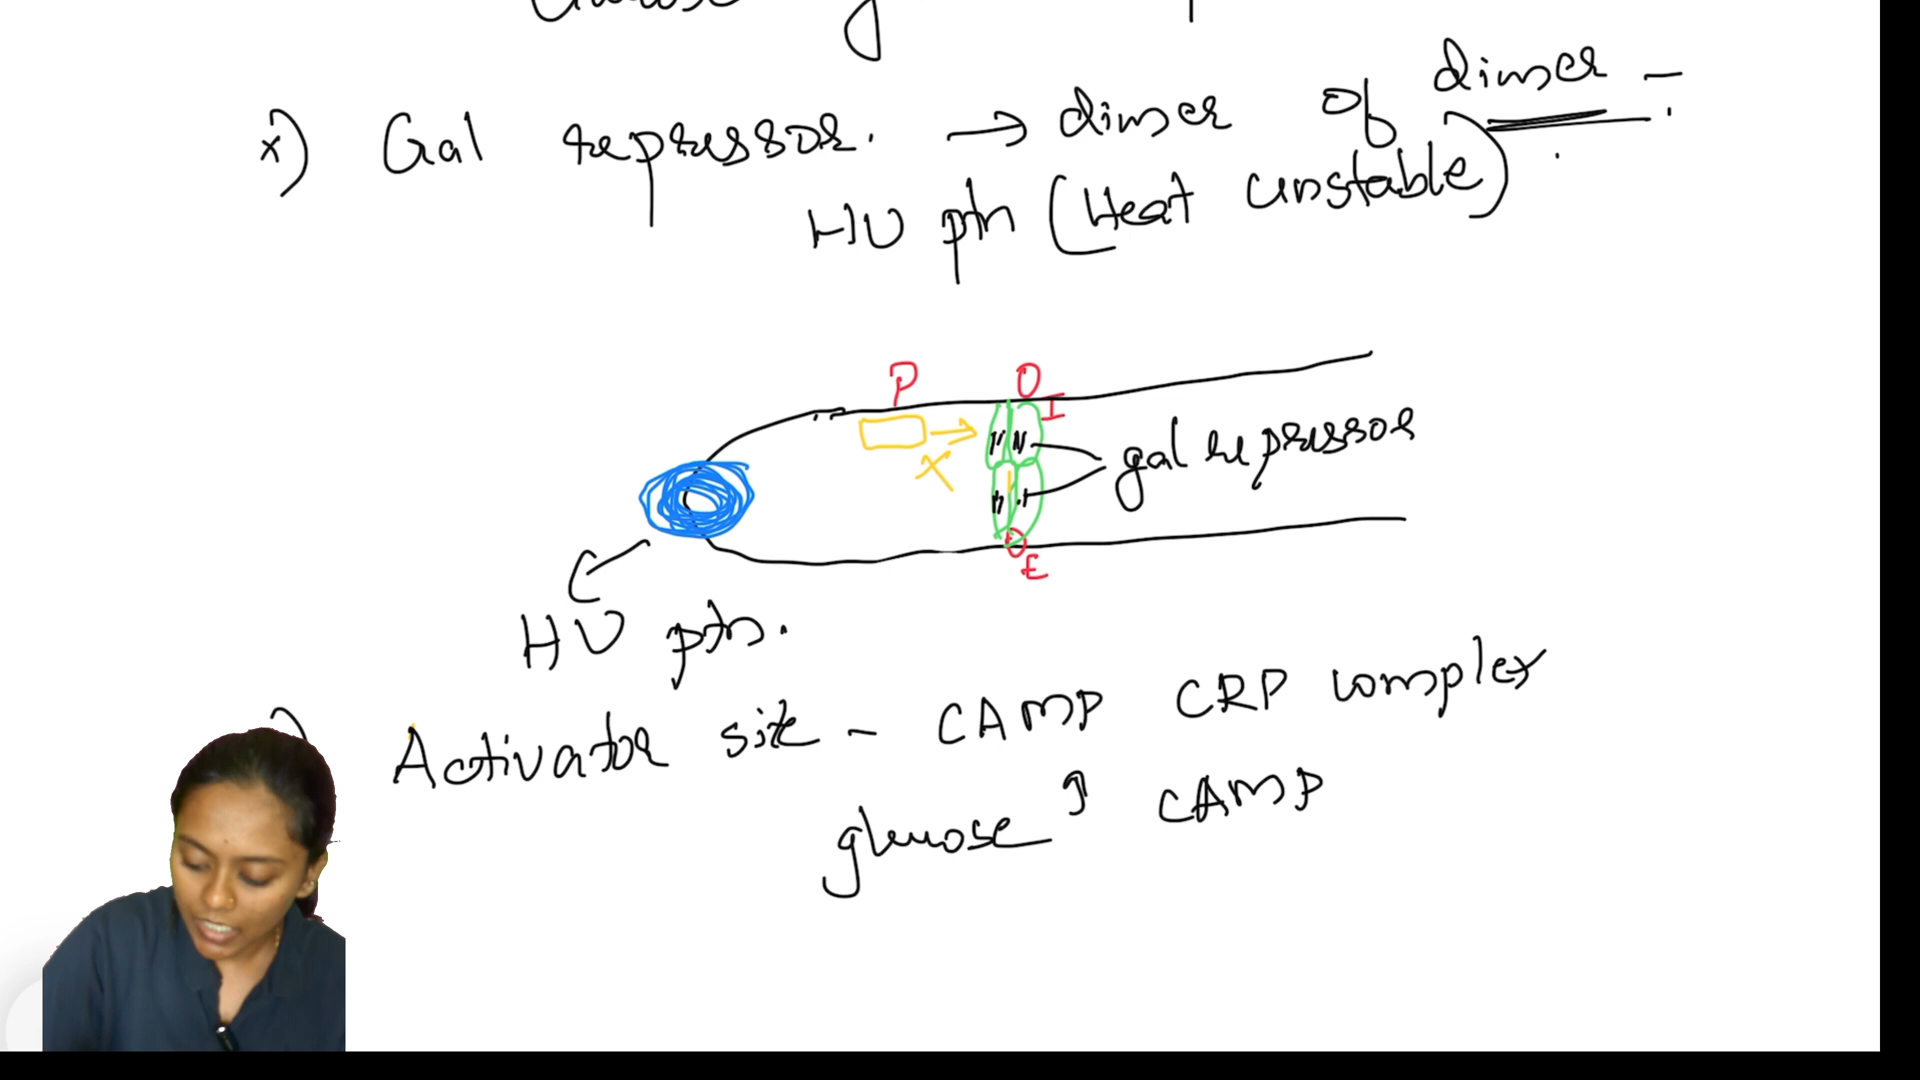 x) Gal repressor. → dimer of dimer -
HU ptn (Heat unstable)
P O I
X
gal repressor
O E
HU ptn.
Activator site - CAMP CRP complex
glucose ↑ CAMP